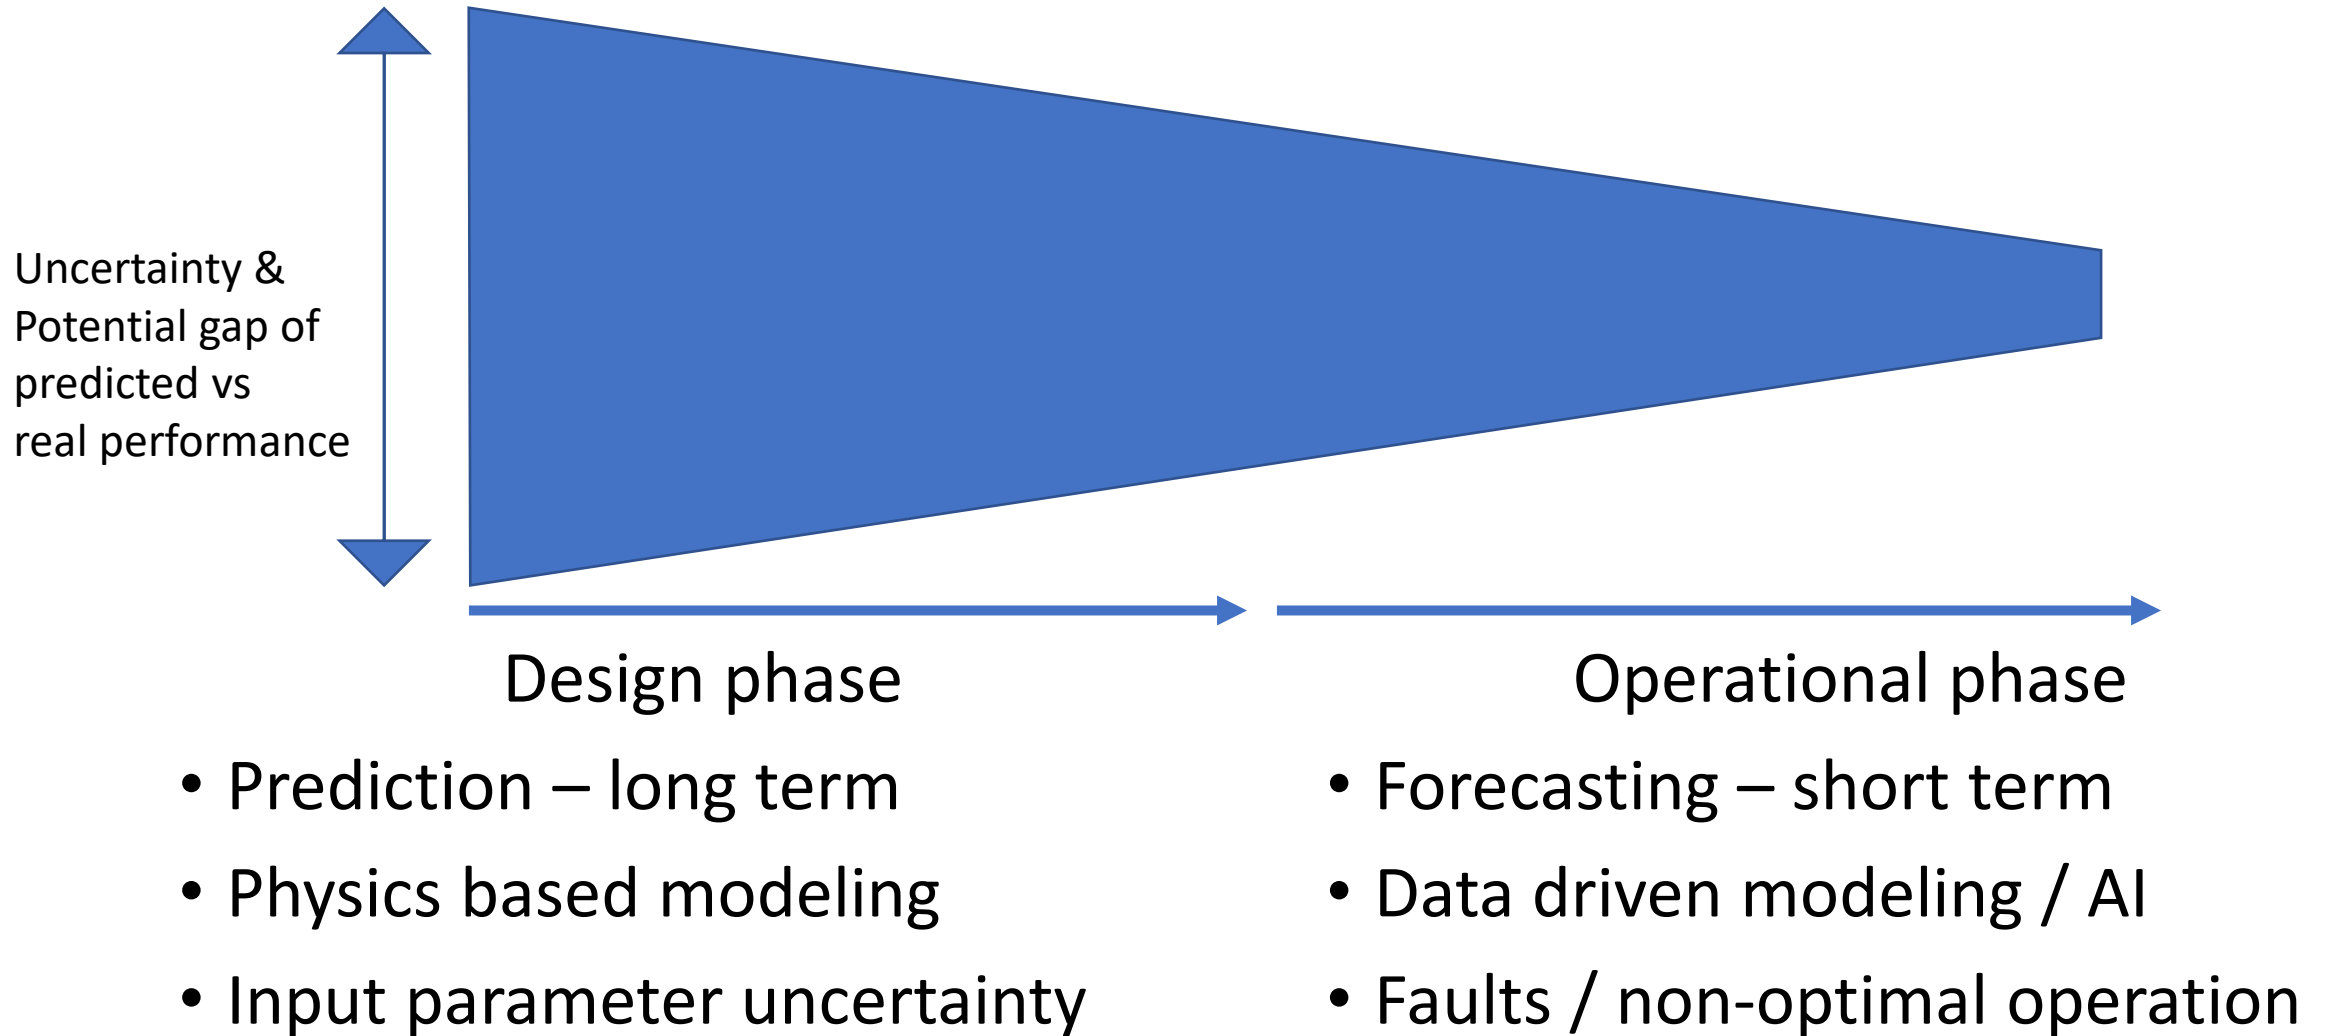 Uncertainty &
Potential gap of
predicted vs
real performance
Design phase
• Prediction – long term
• Physics based modeling
• Input parameter uncertainty
Operational phase
• Forecasting – short term
• Data driven modeling / AI
• Faults / non-optimal operation